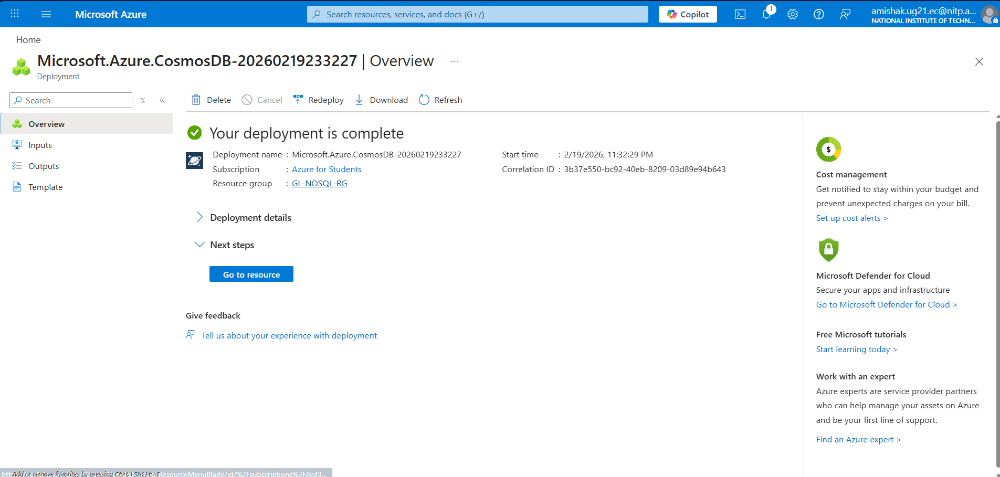 Microsoft Azure
Search resources, services, and docs (G+/)
Copilot
1
amishak.ug21.ec@nitp.a...
NATIONAL INSTITUTE OF TECHN...
Home
Microsoft.Azure.CosmosDB-20260219233227 | Overview ...
Deployment
Search
Delete
Cancel
Redeploy
Download
Refresh
Overview
Inputs
Outputs
Template
Your deployment is complete
Deployment name : Microsoft.Azure.CosmosDB-20260219233227
Subscription : Azure for Students
Resource group : GL-NOSQL-RG
Start time : 2/19/2026, 11:32:29 PM
Correlation ID : 3b37e550-bc92-40eb-8209-03d89e94b643
Deployment details
Next steps
Go to resource
Give feedback
Tell us about your experience with deployment
$
Cost management
Get notified to stay within your budget and
prevent unexpected charges on your bill.
Set up cost alerts >
Microsoft Defender for Cloud
Secure your apps and infrastructure
Go to Microsoft Defender for Cloud >
Free Microsoft tutorials
Start learning today >
Work with an expert
Azure experts are service provider partners
who can help manage your assets on Azure
and be your first line of support.
Find an Azure expert >
Add or remove favorites by pressing Ctrl+Shift+F
ResourceMenuBlade/id/%2Fsubscriptions%2F8cd3...